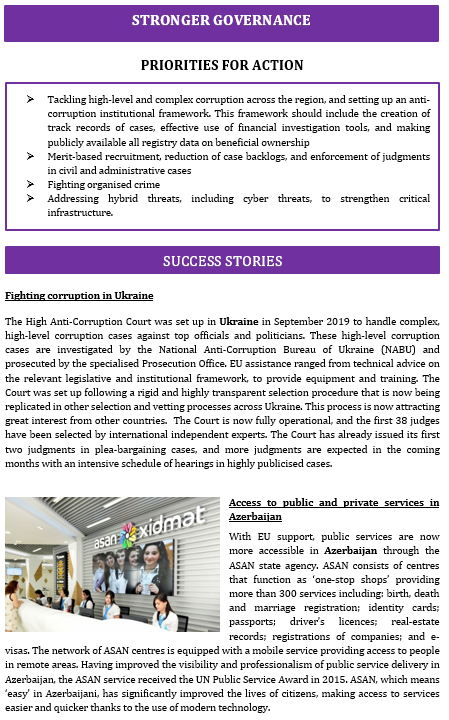 STRONGER GOVERNANCE
PRIORITIES FOR ACTION
➢ Tackling high-level and complex corruption across the region, and setting up an anti-
corruption institutional framework. This framework should include the creation of
track records of cases, effective use of financial investigation tools, and making
publicly available all registry data on beneficial ownership
➢ Merit-based recruitment, reduction of case backlogs, and enforcement of judgments
in civil and administrative cases
➢ Fighting organised crime
➢ Addressing hybrid threats, including cyber threats, to strengthen critical
infrastructure.
SUCCESS STORIES
Fighting corruption in Ukraine
The High Anti-Corruption Court was set up in Ukraine in September 2019 to handle complex,
high-level corruption cases against top officials and politicians. These high-level corruption
cases are investigated by the National Anti-Corruption Bureau of Ukraine (NABU) and
prosecuted by the specialised Prosecution Office. EU assistance ranged from technical advice on
the relevant legislative and institutional framework, to provide equipment and training. The
Court was set up following a rigid and highly transparent selection procedure that is now being
replicated in other selection and vetting processes across Ukraine. This process is now attracting
great interest from other countries. The Court is now fully operational, and the first 38 judges
have been selected by international independent experts. The Court has already issued its first
two judgments in plea-bargaining cases, and more judgments are expected in the coming
months with an intensive schedule of hearings in highly publicised cases.
asan xidmat
Access to public and private services in
Azerbaijan
With EU support, public services are now
more accessible in Azerbaijan through the
ASAN state agency. ASAN consists of centres
that function as ‘one-stop shops’ providing
more than 300 services including: birth, death
and marriage registration; identity cards;
passports; driver's licences; real-estate
records; registrations of companies; and e-
visas. The network of ASAN centres is equipped with a mobile service providing access to people
in remote areas. Having improved the visibility and professionalism of public service delivery in
Azerbaijan, the ASAN service received the UN Public Service Award in 2015. ASAN, which means
‘easy' in Azerbaijani, has significantly improved the lives of citizens, making access to services
easier and quicker thanks to the use of modern technology.